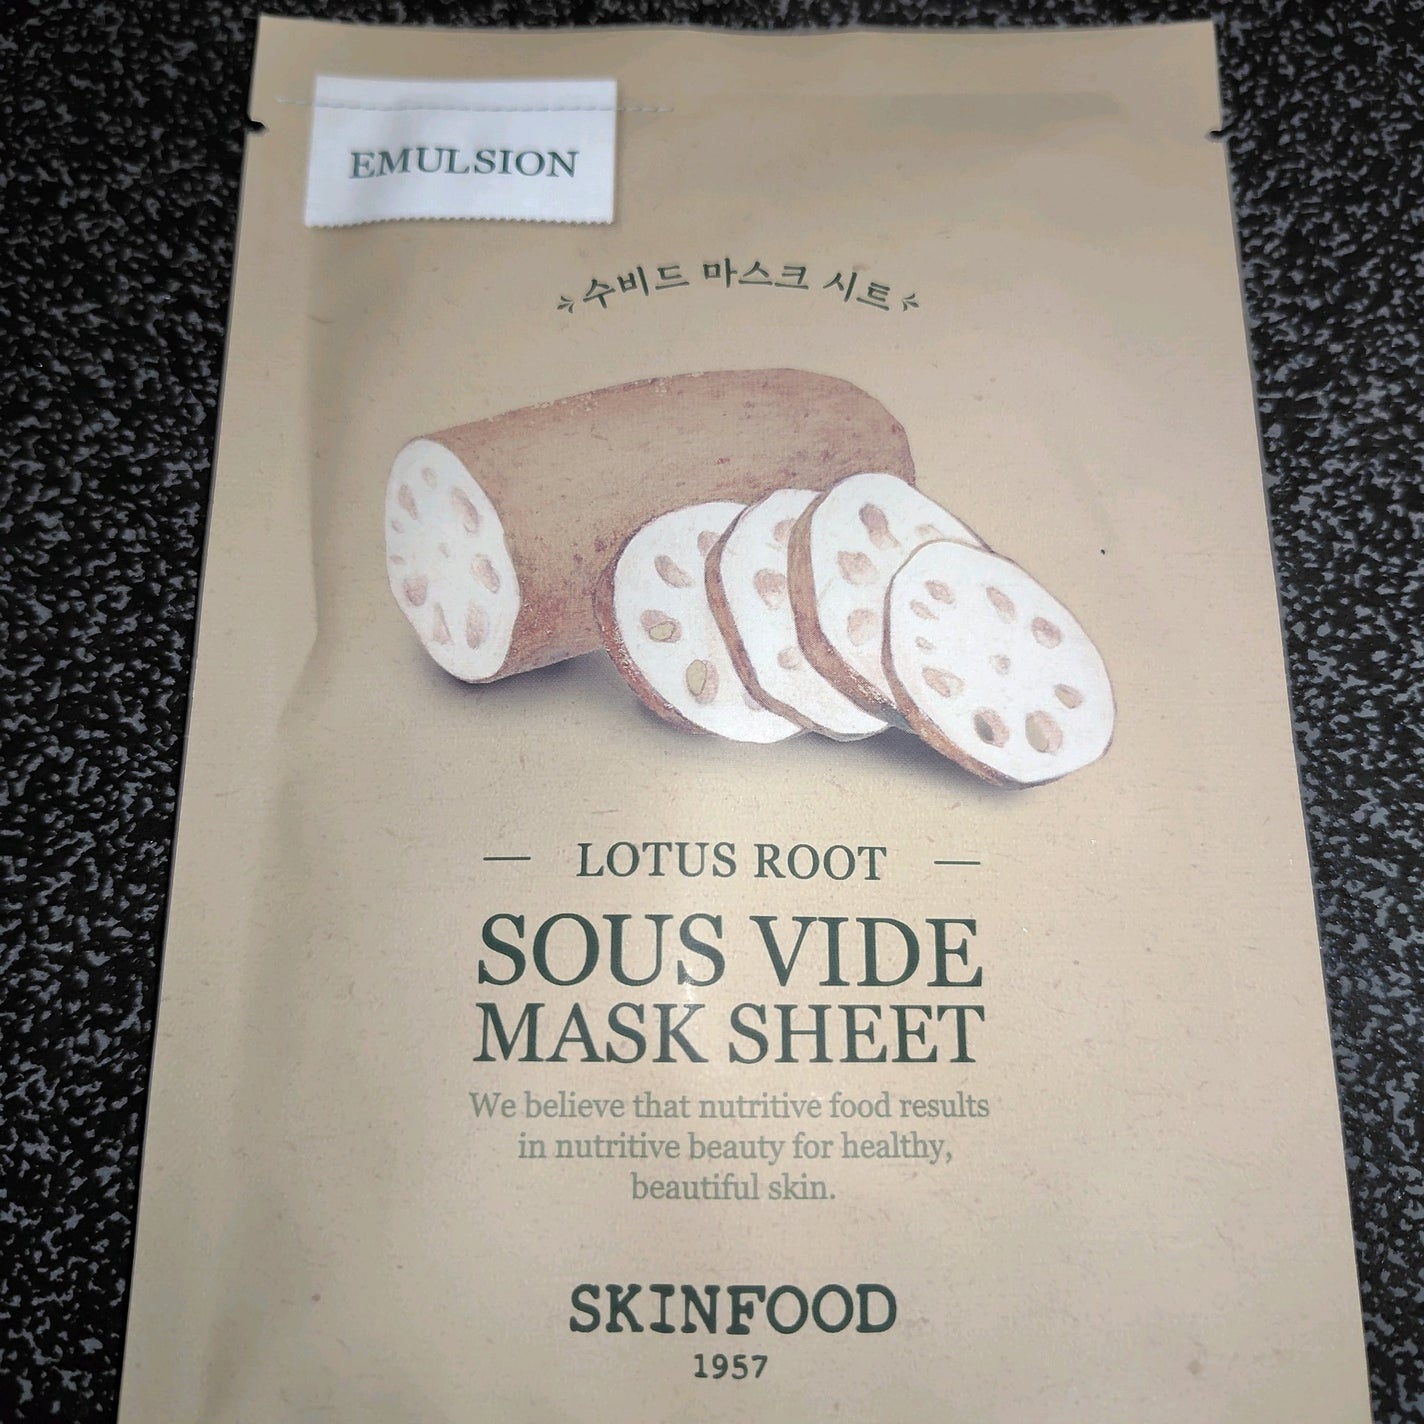 EMULSION
수비드 마스크 시트
LOTUS ROOT
SOUS VIDE
MASK SHEET
We believe that nutritive food results
in nutritive beauty for healthy,
beautiful skin.
SKINFOOD
1957